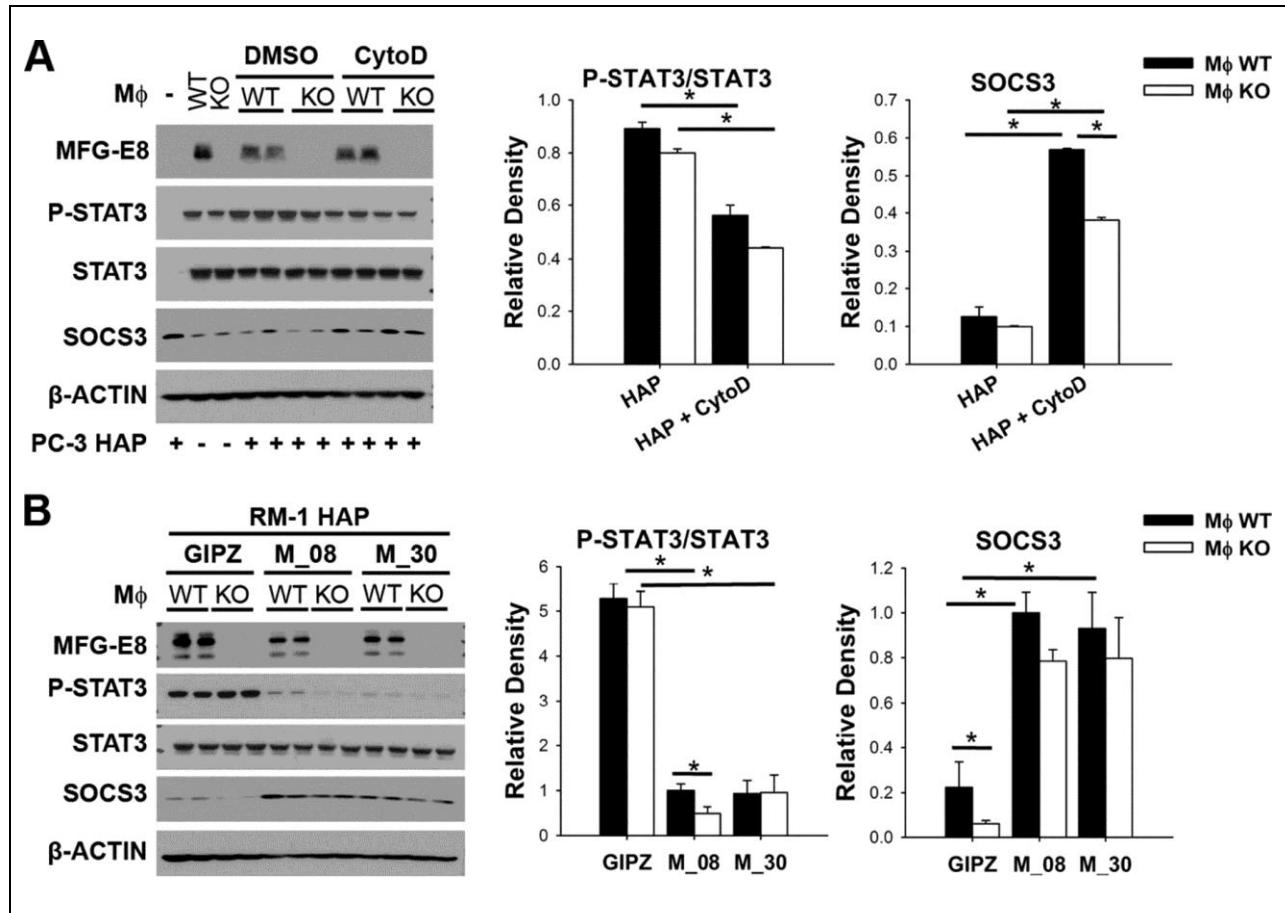 A
DMSO CytoD
Mϕ - WT KO WT KO WT KO
MFG-E8
P-STAT3
STAT3
SOCS3
β-ACTIN
PC-3 HAP + - - + + + + + + + +
P-STAT3/STAT3
Relative Density
1.0
0.8
0.6
0.4
0.2
0.0
* *
HAP
HAP + CytoD
SOCS3
Relative Density
0.7
0.6
0.5
0.4
0.3
0.2
0.1
0.0
* * *
HAP
HAP + CytoD
Mϕ WT
Mϕ KO
B
RM-1 HAP
GIPZ M_08 M_30
Mϕ WT KO WT KO WT KO
MFG-E8
P-STAT3
STAT3
SOCS3
β-ACTIN
P-STAT3/STAT3
Relative Density
6
5
4
3
2
1
0
* * *
GIPZ M_08 M_30
SOCS3
Relative Density
1.2
1.0
0.8
0.6
0.4
0.2
0.0
* * *
GIPZ M_08 M_30
Mϕ WT
Mϕ KO